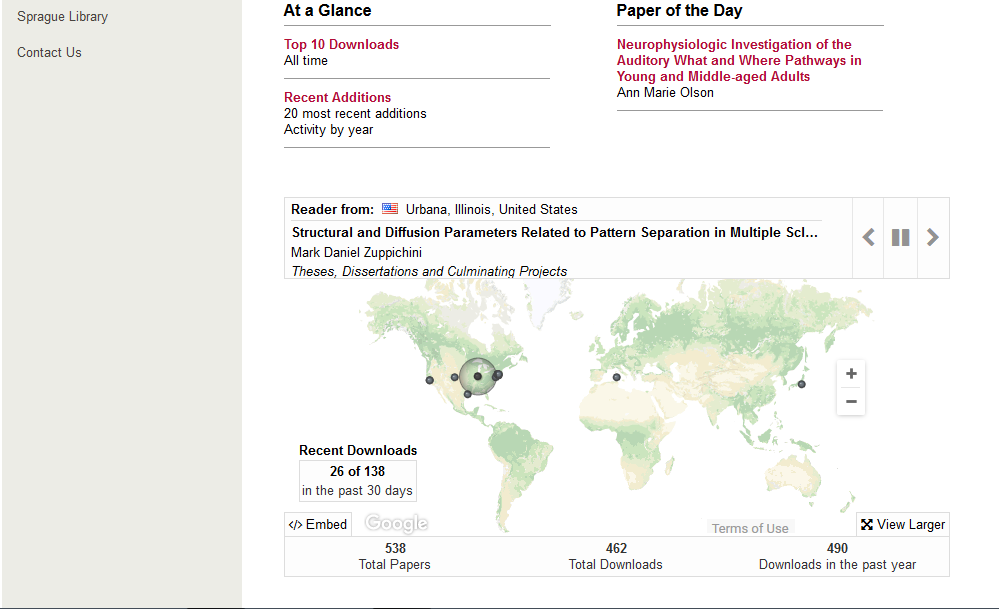 Sprague Library
Contact Us
At a Glance
Top 10 Downloads
All time
Recent Additions
20 most recent additions
Activity by year
Paper of the Day
Neurophysiologic Investigation of the
Auditory What and Where Pathways in
Young and Middle-aged Adults
Ann Marie Olson
Reader from: Urbana, Illinois, United States
Structural and Diffusion Parameters Related to Pattern Separation in Multiple Scl...
Mark Daniel Zuppichini
Theses, Dissertations and Culminating Projects
+
−
Recent Downloads
26 of 138
in the past 30 days
</> Embed
Google
Terms of Use
View Larger
538
Total Papers
462
Total Downloads
490
Downloads in the past year